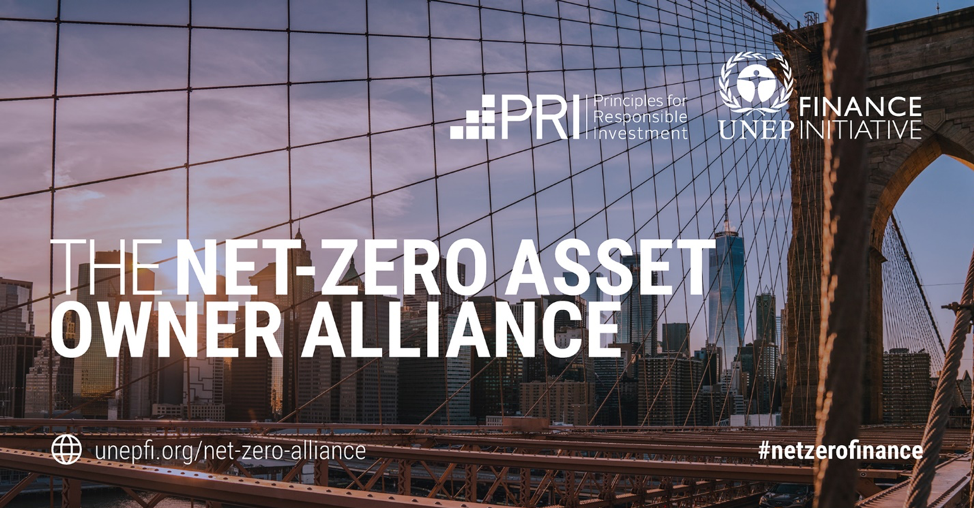 PRI
Principles for
Responsible
Investment
UNEP
FINANCE
INITIATIVE
THE NET-ZERO ASSET
OWNER ALLIANCE
unepfi.org/net-zero-alliance
#netzerofinance